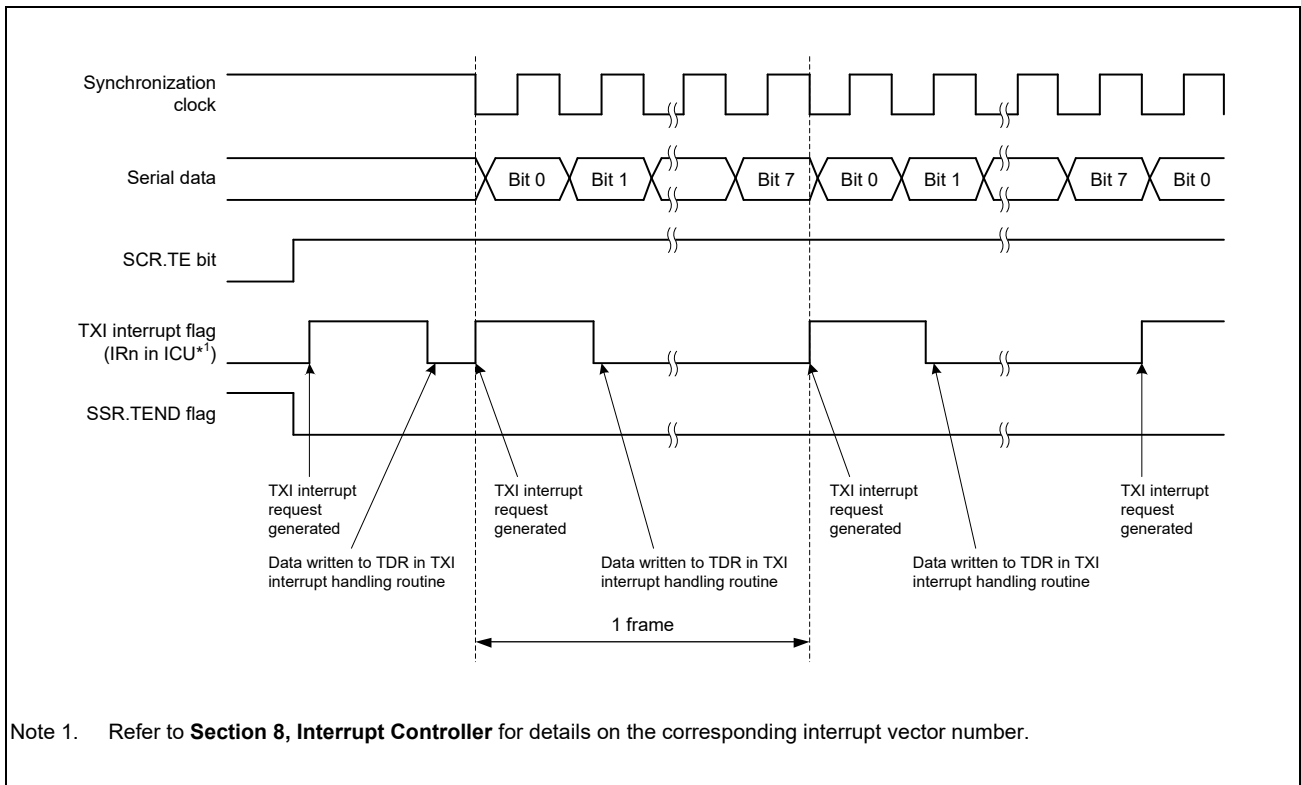 Synchronization
clock
Serial data
Bit 0 Bit 1 Bit 7 Bit 0 Bit 1 Bit 7 Bit 0
SCR.TE bit
TXI interrupt flag
(IRn in ICU*1)
SSR.TEND flag
TXI interrupt
request
generated
TXI interrupt
request
generated
TXI interrupt
request
generated
TXI interrupt
request
generated
Data written to TDR in TXI
interrupt handling routine
Data written to TDR in TXI
interrupt handling routine
Data written to TDR in TXI
interrupt handling routine
1 frame
Note 1. Refer to Section 8, Interrupt Controller for details on the corresponding interrupt vector number.